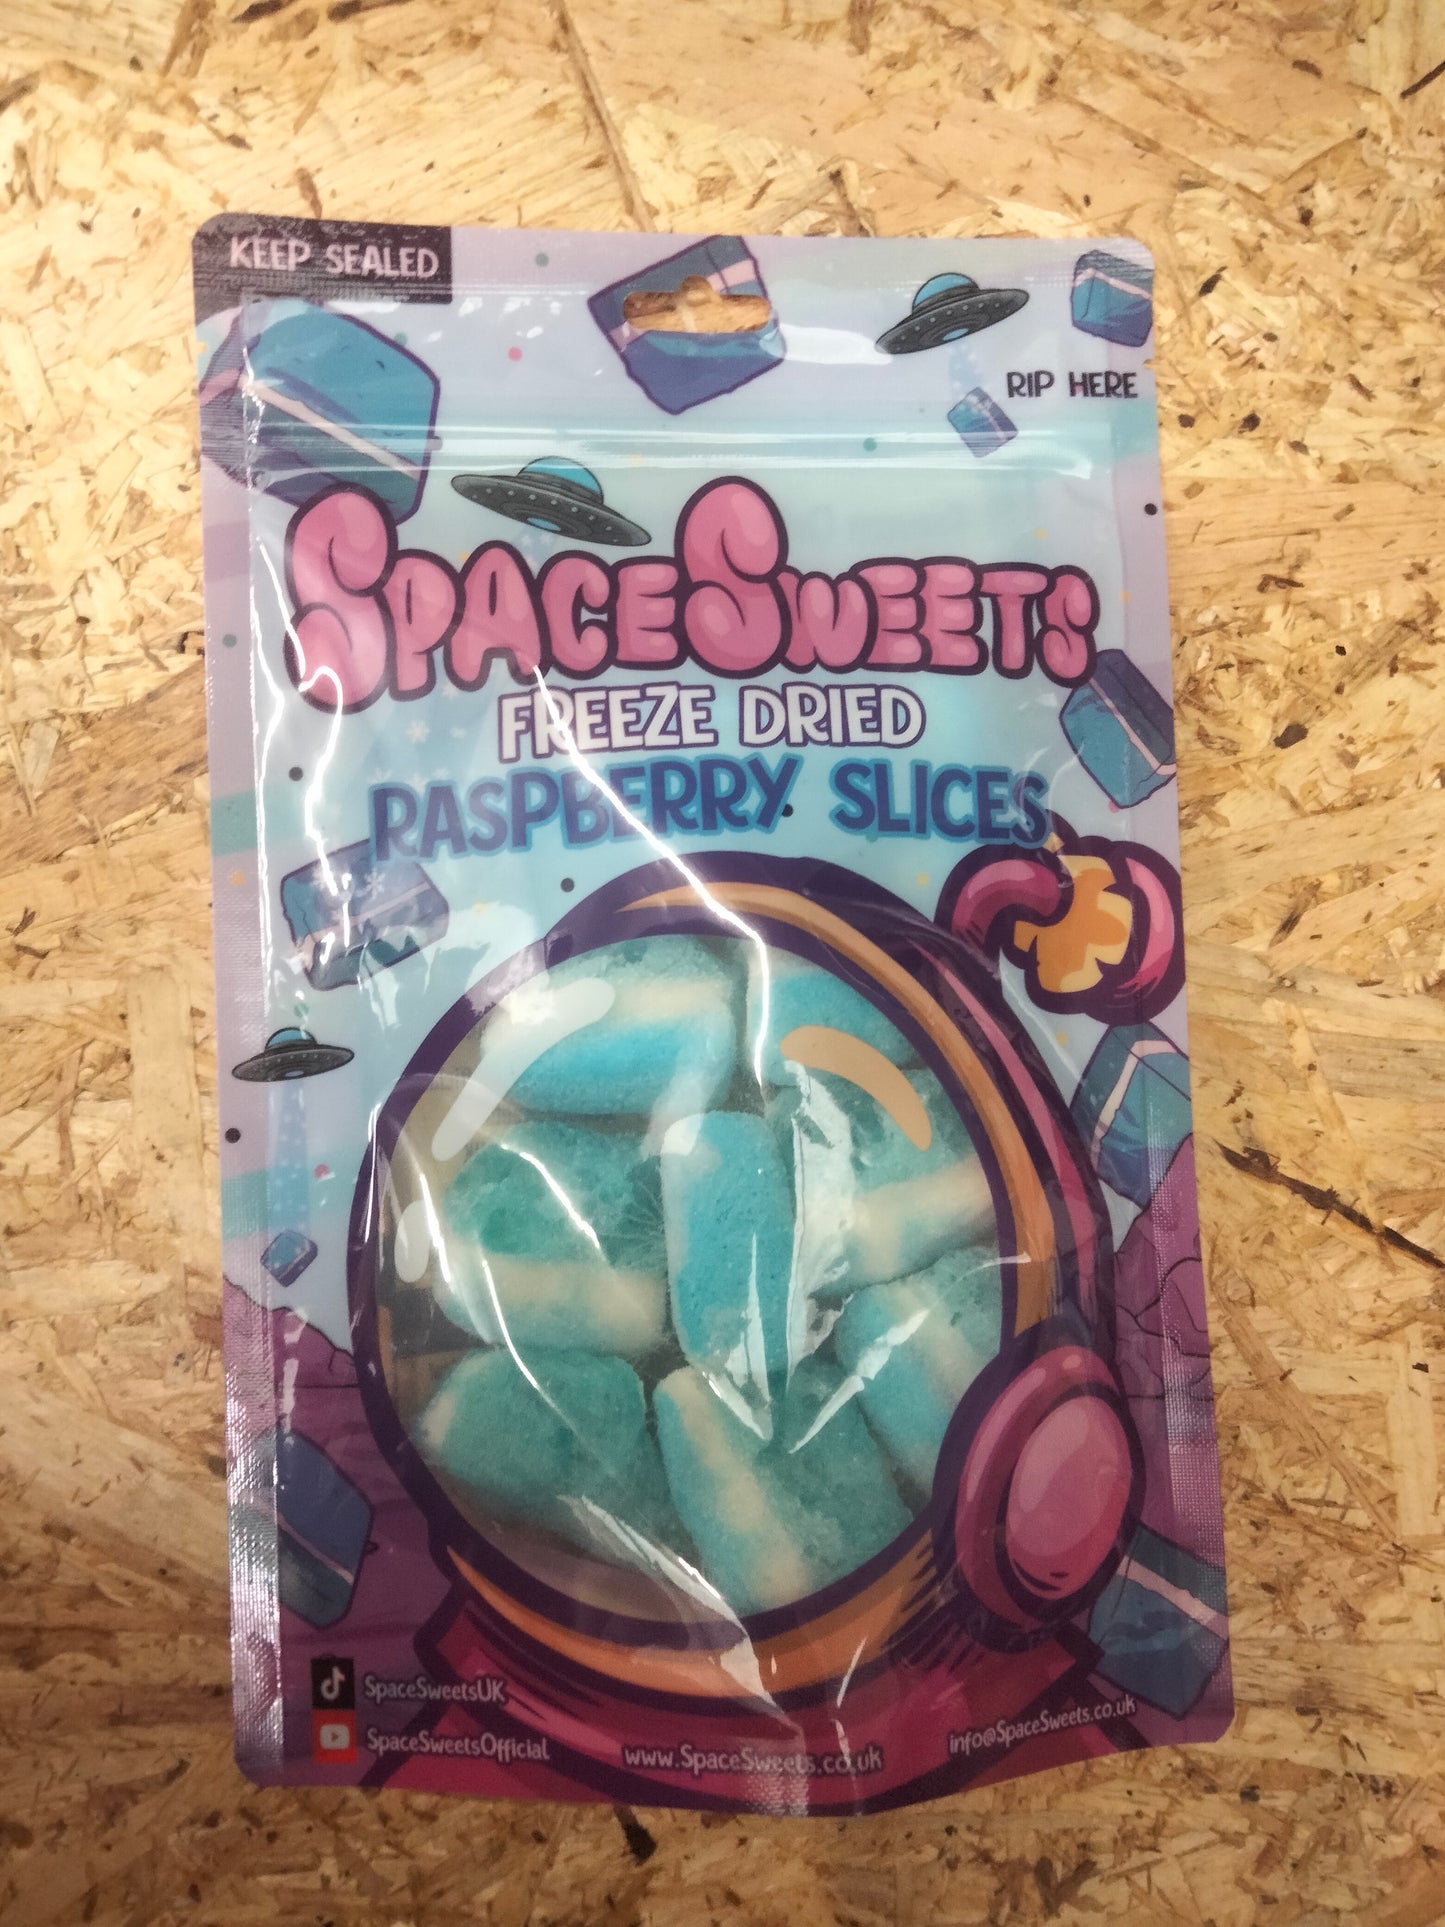 KEEP SEALED
RIP HERE
SPACESWEETS
FREEZE DRIED
RASPBERRY SLICES
SpaceSweetsUK
SpaceSweetsOfficial
www.SpaceSweets.co.uk
info@SpaceSweets.co.uk